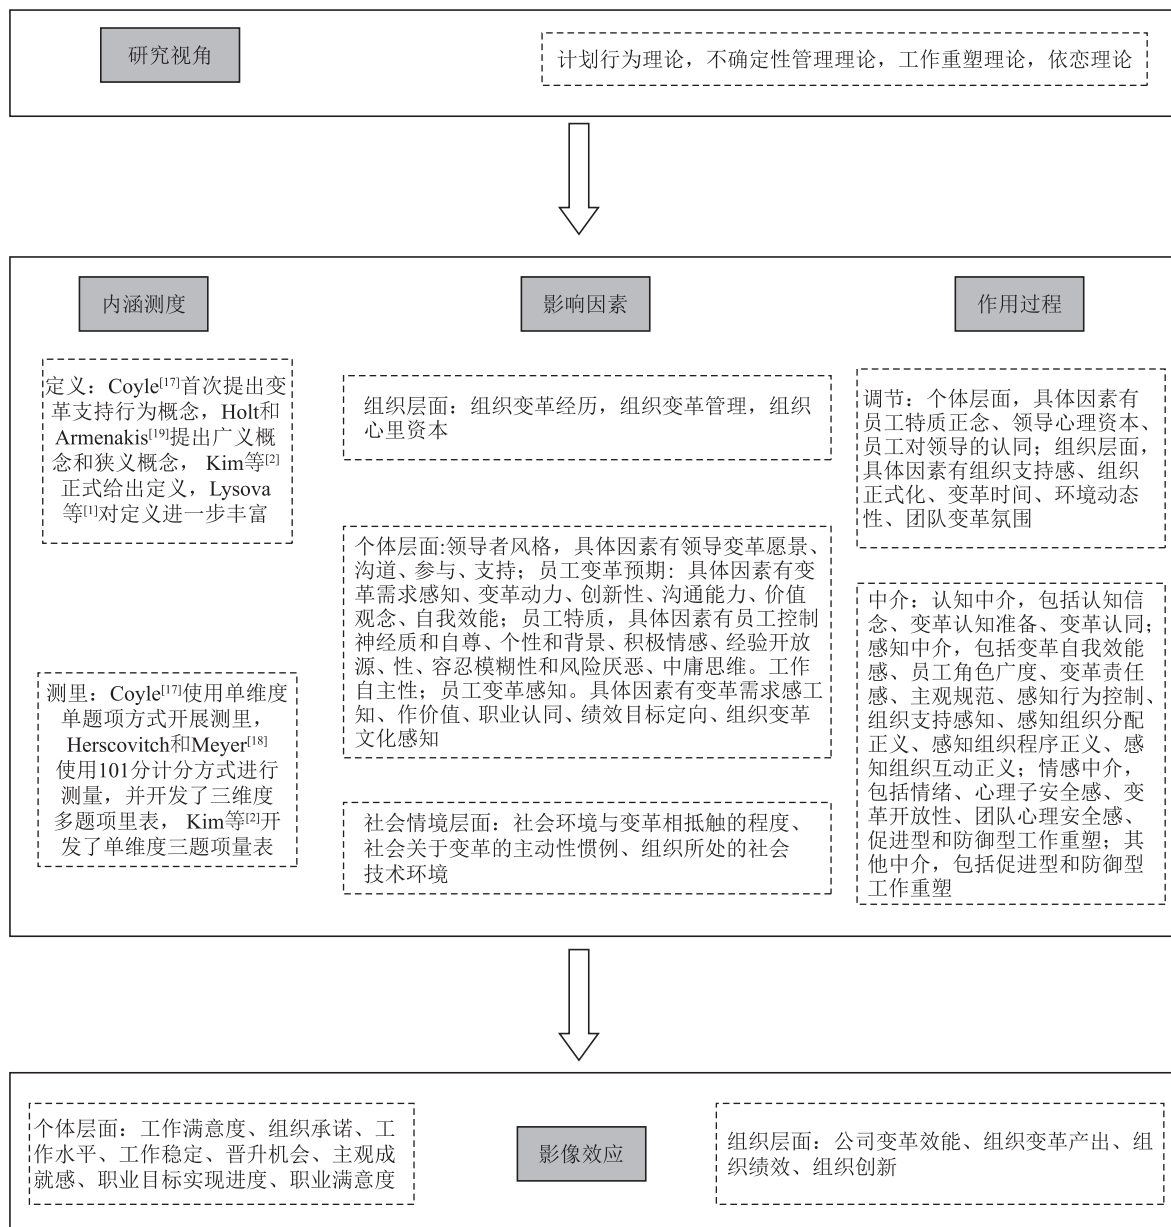 研究视角
计划行为理论，不确定性管理理论，工作重塑理论，依恋理论
内涵测度
定义：Coyle[17]首次提出变
革支持行为概念，Holt和
Armenakis[19]提出广义概
念和狭义概念， Kim等[2]
正式给出定义，Lysova
等[1]对定义进一步丰富
测里：Coyle[17]使用单维度
单题项方式开展测里，
Herscovitch和Meyer[18]
使用101分计分方式进行
测量，并开发了三维度
多题项里表， Kim等[2]开
发了单维度三题项量表
影响因素
组织层面：组织变革经历，组织变革管理，组织
心里资本
个体层面:领导者风格，具体因素有领导变革愿景、
沟道、参与、支持；员工变革预期：具体因素有变
革需求感知、变革动力、创新性、沟通能力、价值
观念、自我效能；员工特质，具体因素有员工控制
神经质和自尊、个性和背景、积极情感、经验开放
源、性、容忍模糊性和风险厌恶、中庸思维。工作
自主性；员工变革感知。具体因素有变革需求感工
知、作价值、职业认同、绩效目标定向、组织变革
文化感知
社会情境层面：社会环境与变革相抵触的程度、
社会关于变革的主动性惯例、组织所处的社会
技术环境
作用过程
调节：个体层面，具体因素有
员工特质正念、领导心理资本、
员工对领导的认同；组织层面，
具体因素有组织支持感、组织
正式化、变革时间、环境动态
性、团队变革氛围
中介：认知中介，包括认知信
念、变革认知准备、变革认同；
感知中介，包括变革自我效能
感、员工角色广度、变革责任
感、主观规范、感知行为控制、
组织支持感知、感知组织分配
正义、感知组织程序正义、感
知组织互动正义；情感中介，
包括情绪、心理子安全感、变
革开放性、团队心理安全感、
促进型和防御型工作重塑；其
他中介，包括促进型和防御型
工作重塑
个体层面：工作满意度、组织承诺、工
作水平、工作稳定、晋升机会、主观成
就感、职业目标实现进度、职业满意度
影像效应
组织层面：公司变革效能、组织变革产出、组
织绩效、组织创新